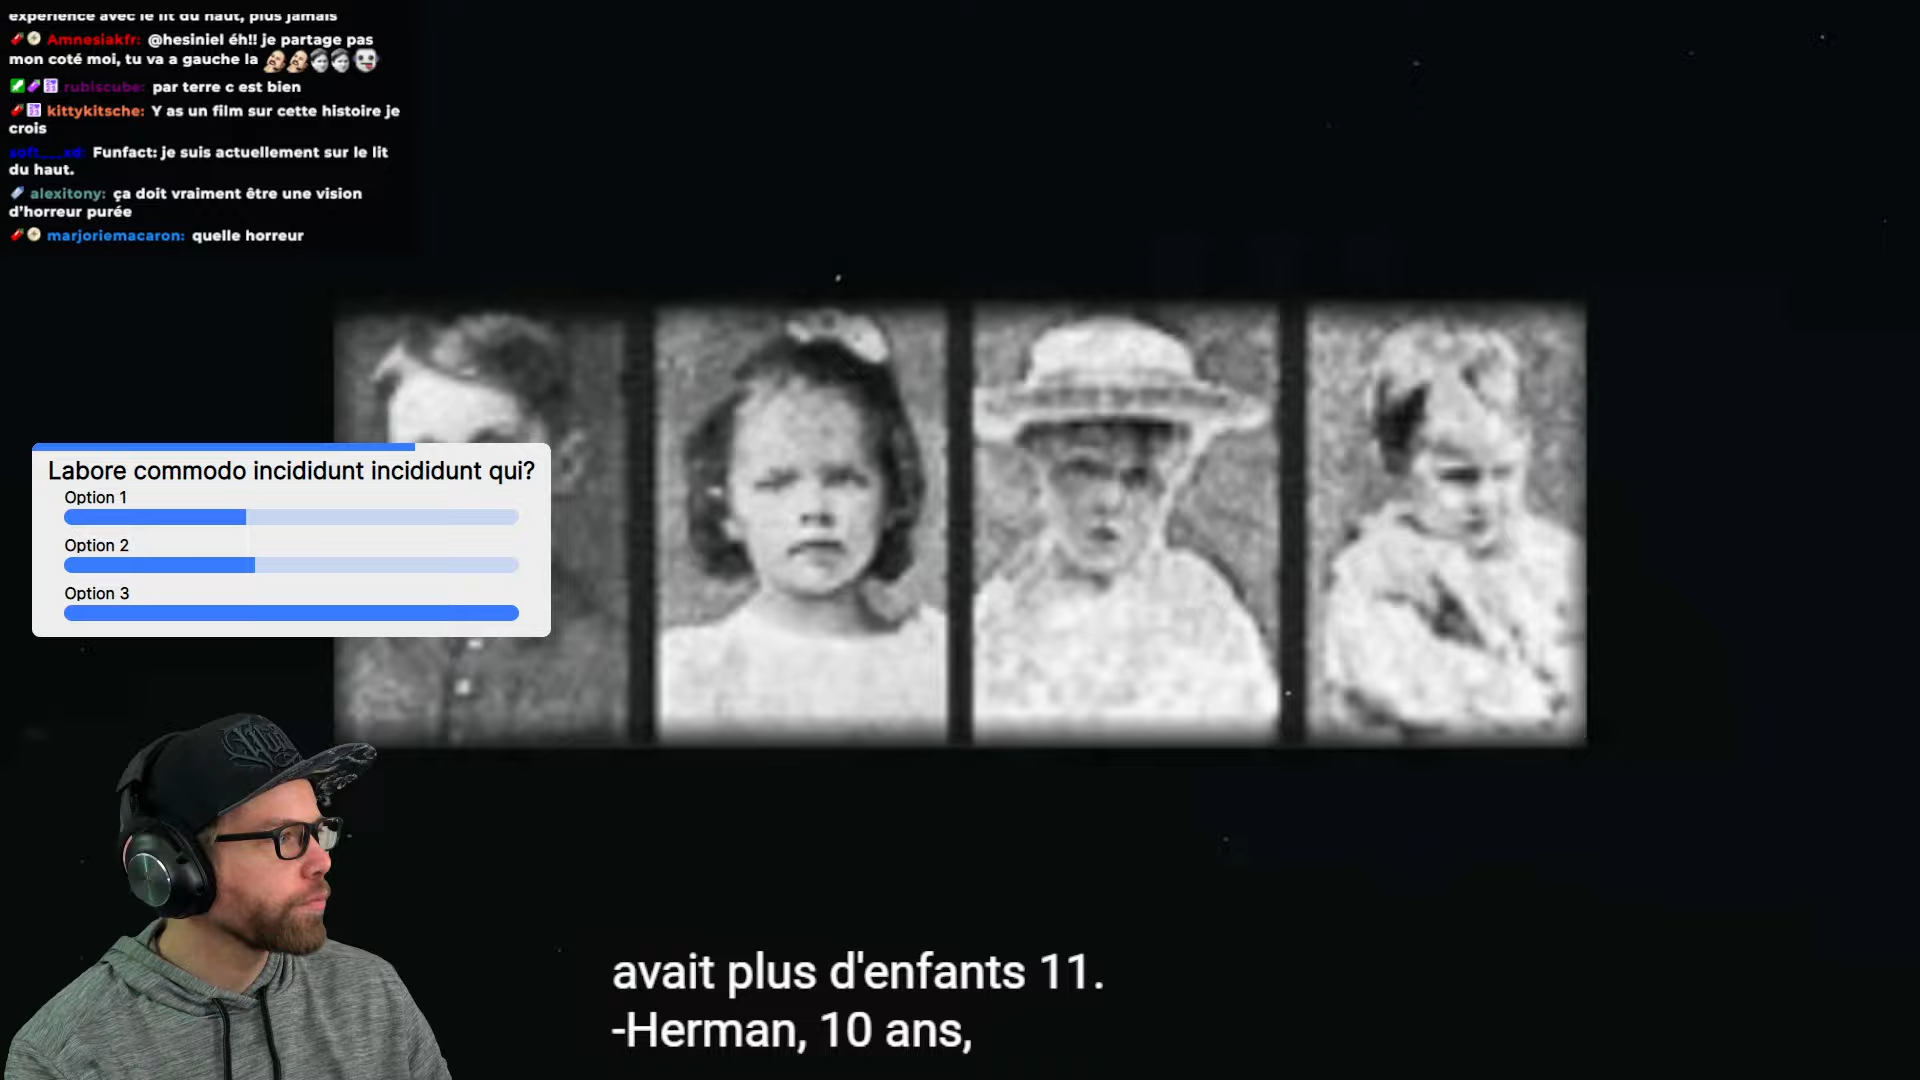 expérience avec le lit du haut, plus jamais
Amnesiakfr: @hesiniel éh!! je partage pas
mon coté moi, tu va a gauche la
rubiscube: par terre c est bien
kittykitsche: Y as un film sur cette histoire je
crois
soft___xd: Funfact: je suis actuellement sur le lit
du haut.
alexitony: ça doit vraiment être une vision
d'horreur purée
marjoriemacaron: quelle horreur
Labore commodo incididunt incididunt qui?
Option 1
Option 2
Option 3
avait plus d'enfants 11.
-Herman, 10 ans,